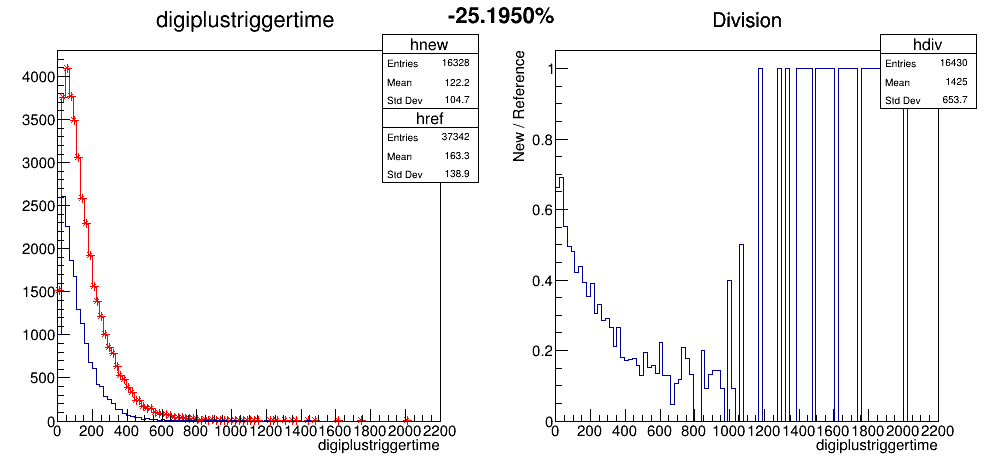 -25.1950%
digiplustriggertime
hnew
Entries 16328
Mean 122.2
Std Dev 104.7
href
Entries 37342
Mean 163.3
Std Dev 138.9
4000
3500
3000
2500
2000
1500
1000
500
0
0 200 400 600 800 1000 1200 1400 1600 1800 2000 2200
digiplustriggertime
Division
hdiv
Entries 16430
Mean 1425
Std Dev 653.7
New / Reference
1
0.8
0.6
0.4
0.2
0
0 200 400 600 800 1000 1200 1400 1600 1800 2000 2200
digiplustriggertime